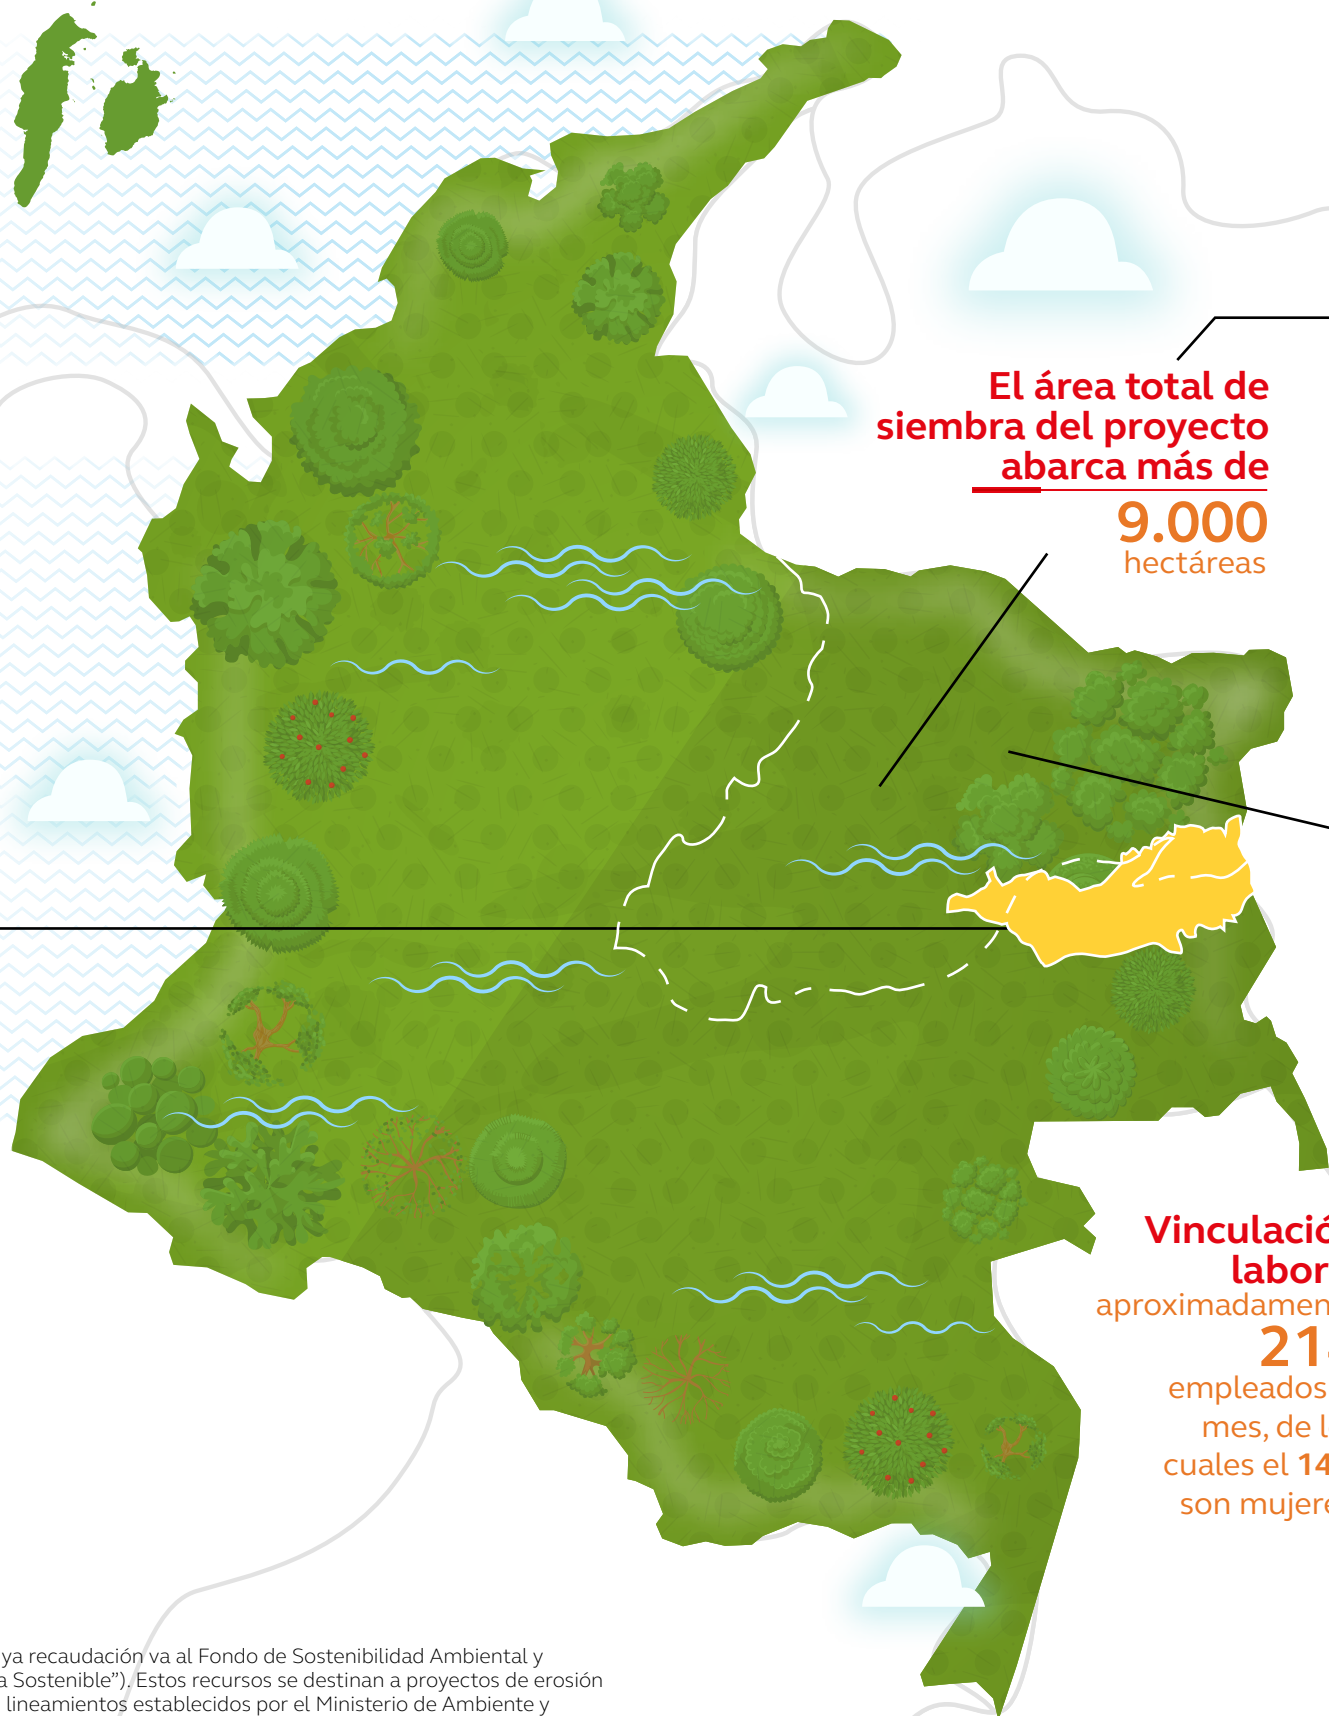 El área total de
siembra del proyecto
abarca más de
9.000
hectáreas
aproximadamen
empleados
mes, de l
cuales el 14
son mujere
Vinculació
labor
21
ya recaudación va al Fondo de Sostenibilidad Ambiental y
a Sostenible"). Estos recursos se destinan a proyectos de erosión
lineamientos establecidos por el Ministerio de Ambiente y